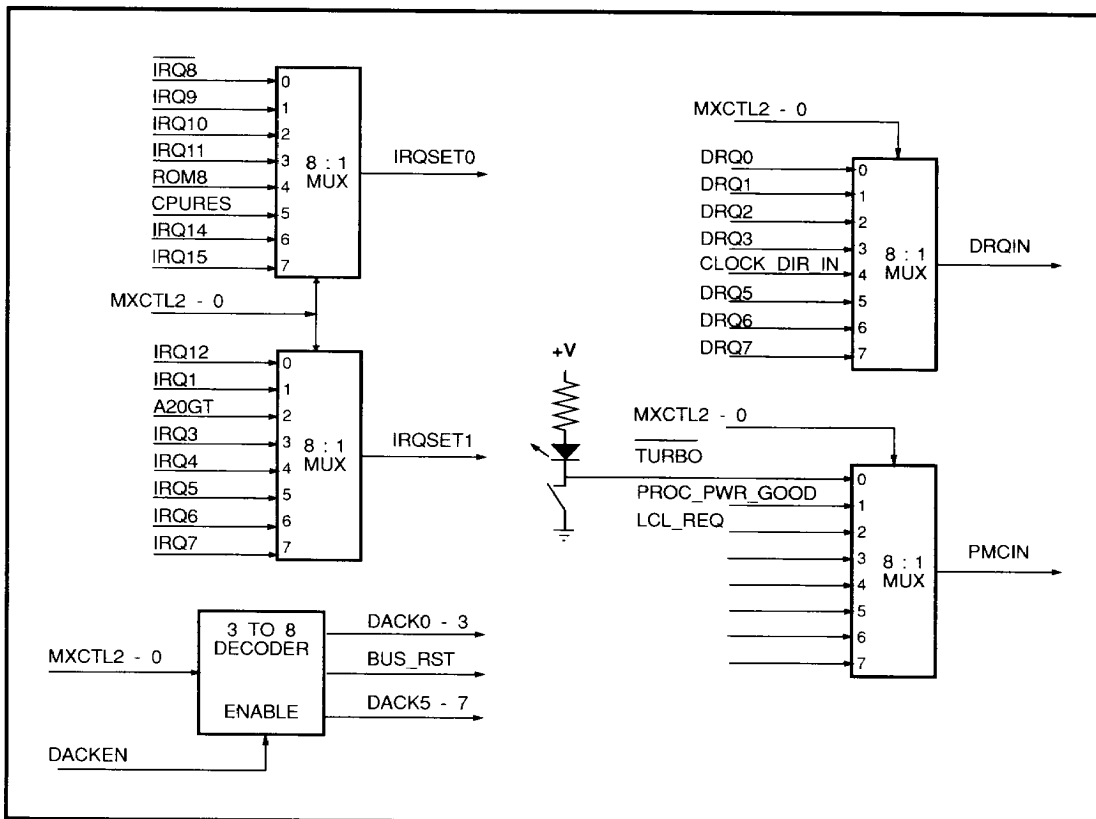 IRQ8
IRQ9
IRQ10
IRQ11
ROM8
CPURES
IRQ14
IRQ15
0
1
2
3
4
5
6
7
8 : 1
MUX
IRQSET0
MXCTL2 - 0
IRQ12
IRQ1
A20GT
IRQ3
IRQ4
IRQ5
IRQ6
IRQ7
0
1
2
3
4
5
6
7
8 : 1
MUX
IRQSET1
MXCTL2 - 0
3 TO 8
DECODER
ENABLE
DACKEN
DACK0 - 3
BUS_RST
DACK5 - 7
MXCTL2 - 0
DRQ0
DRQ1
DRQ2
DRQ3
CLOCK_DIR_IN
DRQ5
DRQ6
DRQ7
0
1
2
3
4
5
6
7
8 : 1
MUX
DRQIN
+V
MXCTL2 - 0
TURBO
PROC_PWR_GOOD
LCL_REQ
0
1
2
3
4
5
6
7
8 : 1
MUX
PMCIN